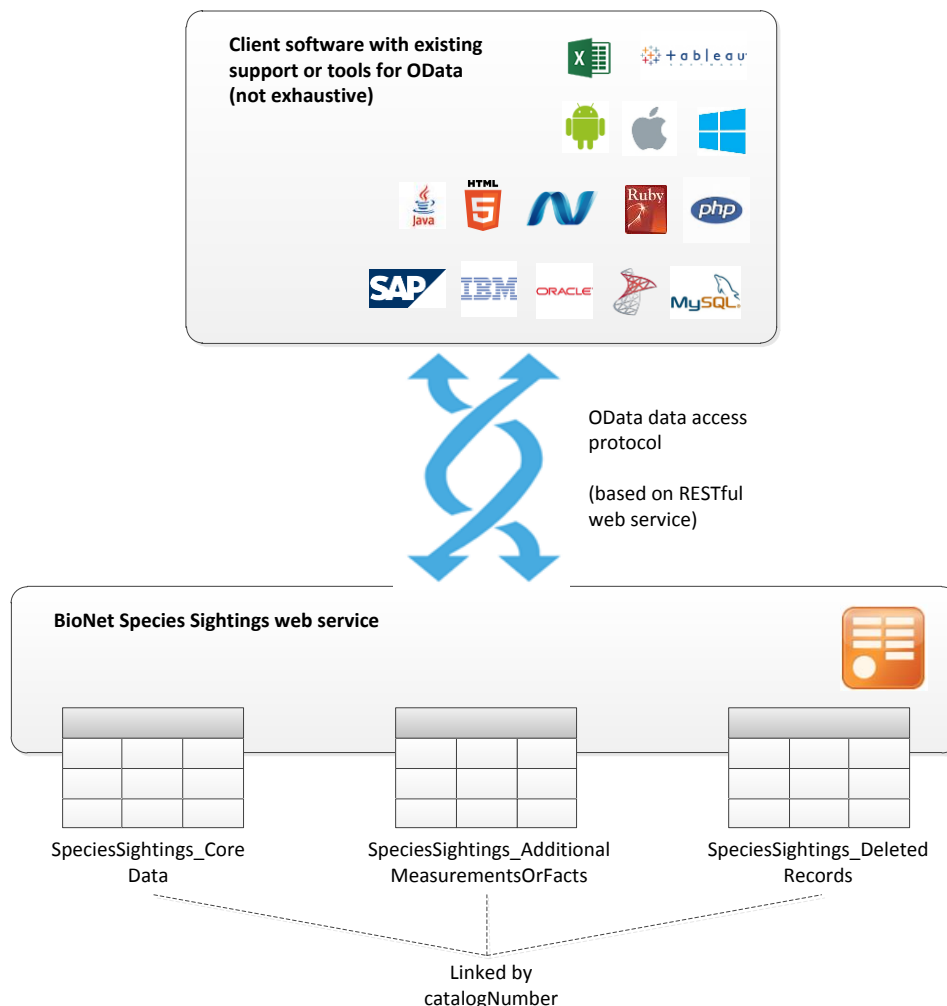 Client software with existing
support or tools for OData
(not exhaustive)
X
+ a b l e a u
S O F T W A R E
Java
HTML
5
Ruby
php
SAP
IBM
ORACLE
MySQL
OData data access
protocol
(based on RESTful
web service)
BioNet Species Sightings web service
SpeciesSightings_Core
Data
SpeciesSightings_Additional
MeasurementsOrFacts
SpeciesSightings_Deleted
Records
Linked by
catalogNumber